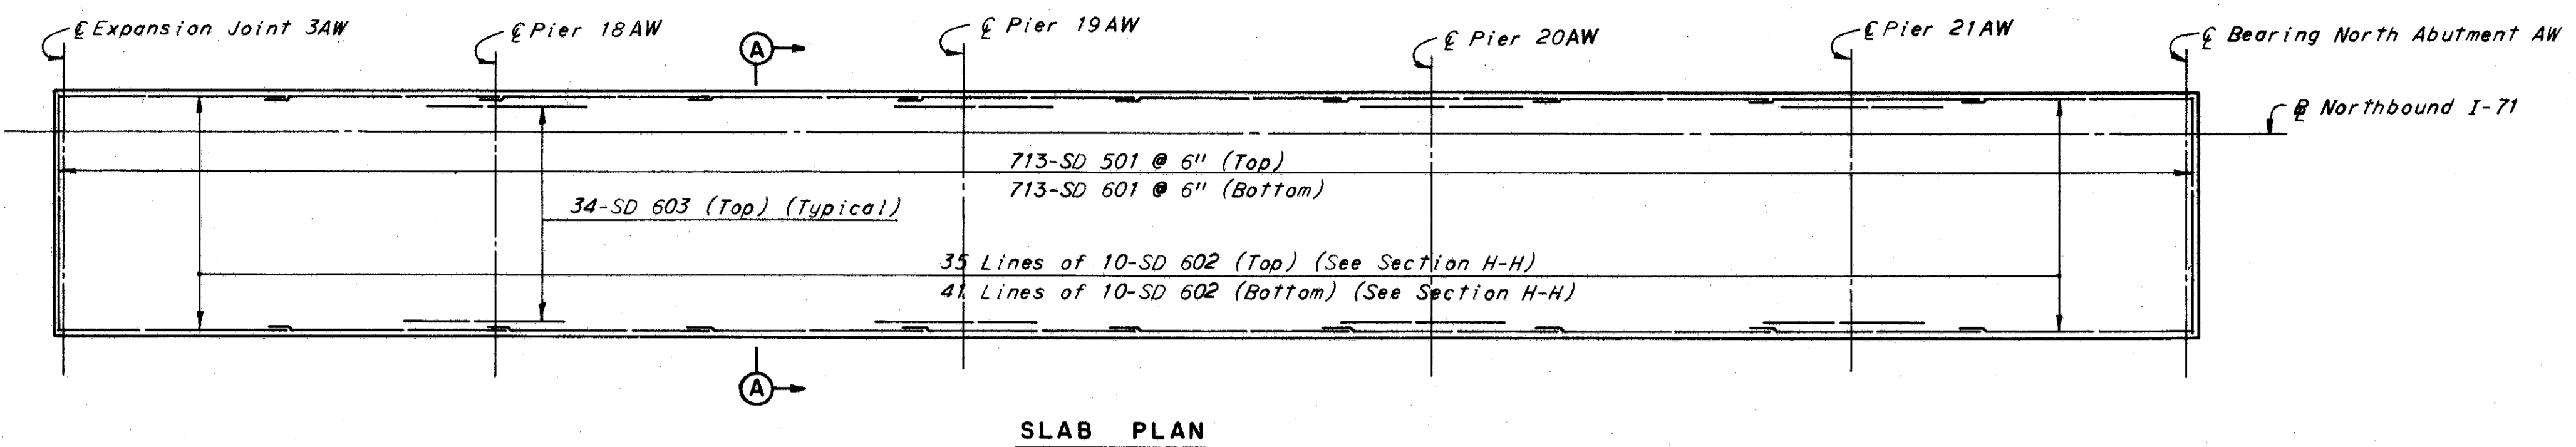 ℄ Expansion Joint 3AW
℄ Pier 18AW
℄ Pier 19AW
℄ Pier 20AW
℄ Pier 21AW
℄ Bearing North Abutment AW
A
Northbound I-71
713-SD 501 @ 6" (Top)
713-SD 601 @ 6" (Bottom)
34-SD 603 (Top) (Typical)
35 Lines of 10-SD 602 (Top) (See Section H-H)
41 Lines of 10-SD 602 (Bottom) (See Section H-H)
A
SLAB PLAN